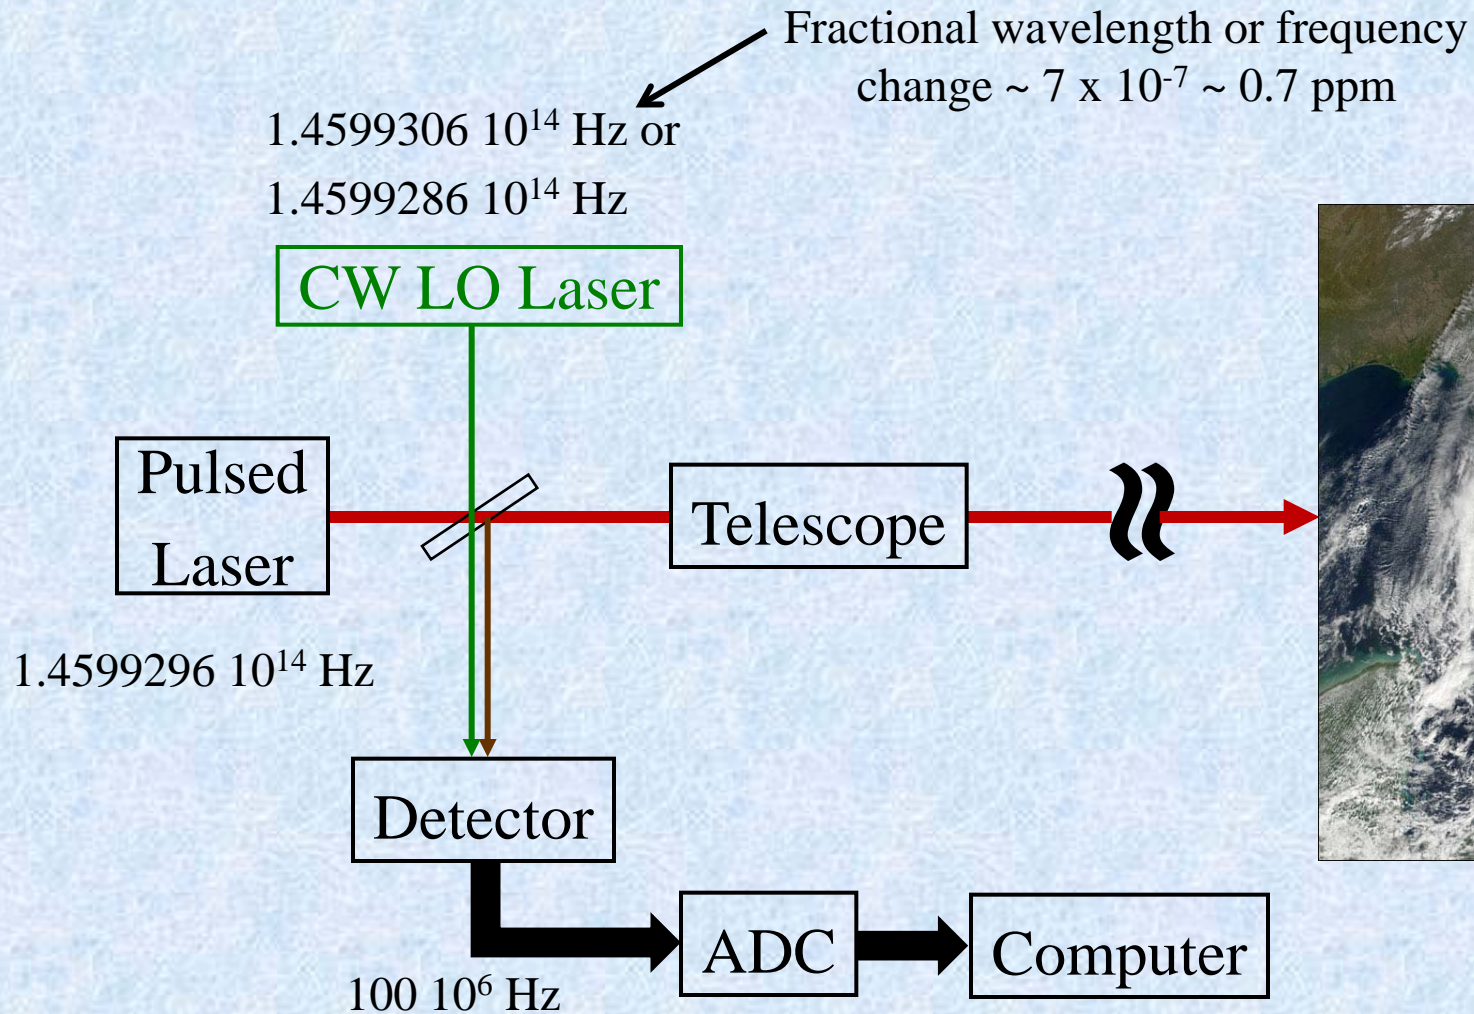 Fractional wavelength or frequency
change ~ 7 x 10⁻⁷ ~ 0.7 ppm
1.4599306 10¹⁴ Hz or
1.4599286 10¹⁴ Hz
CW LO Laser
Pulsed
Laser
Telescope
1.4599296 10¹⁴ Hz
Detector
ADC
Computer
100 10⁶ Hz